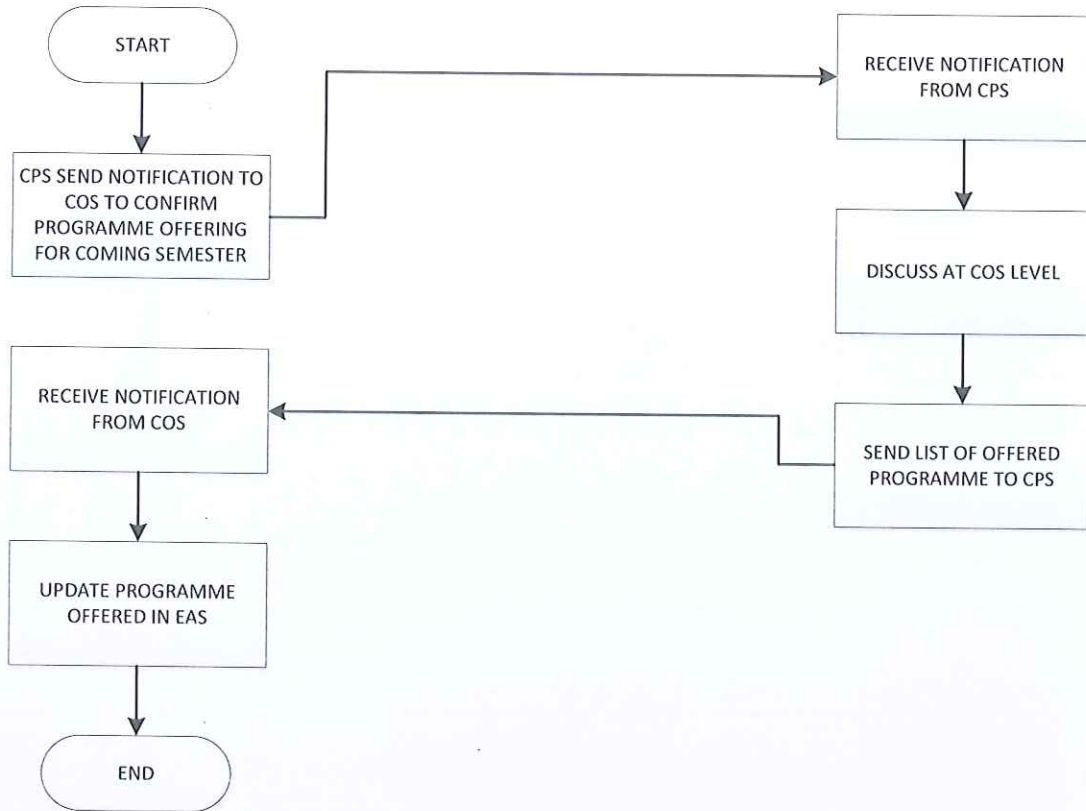 START
CPS SEND NOTIFICATION TO
COS TO CONFIRM
PROGRAMME OFFERING
FOR COMING SEMESTER
RECEIVE NOTIFICATION
FROM CPS
DISCUSS AT COS LEVEL
SEND LIST OF OFFERED
PROGRAMME TO CPS
RECEIVE NOTIFICATION
FROM COS
UPDATE PROGRAMME
OFFERED IN EAS
END